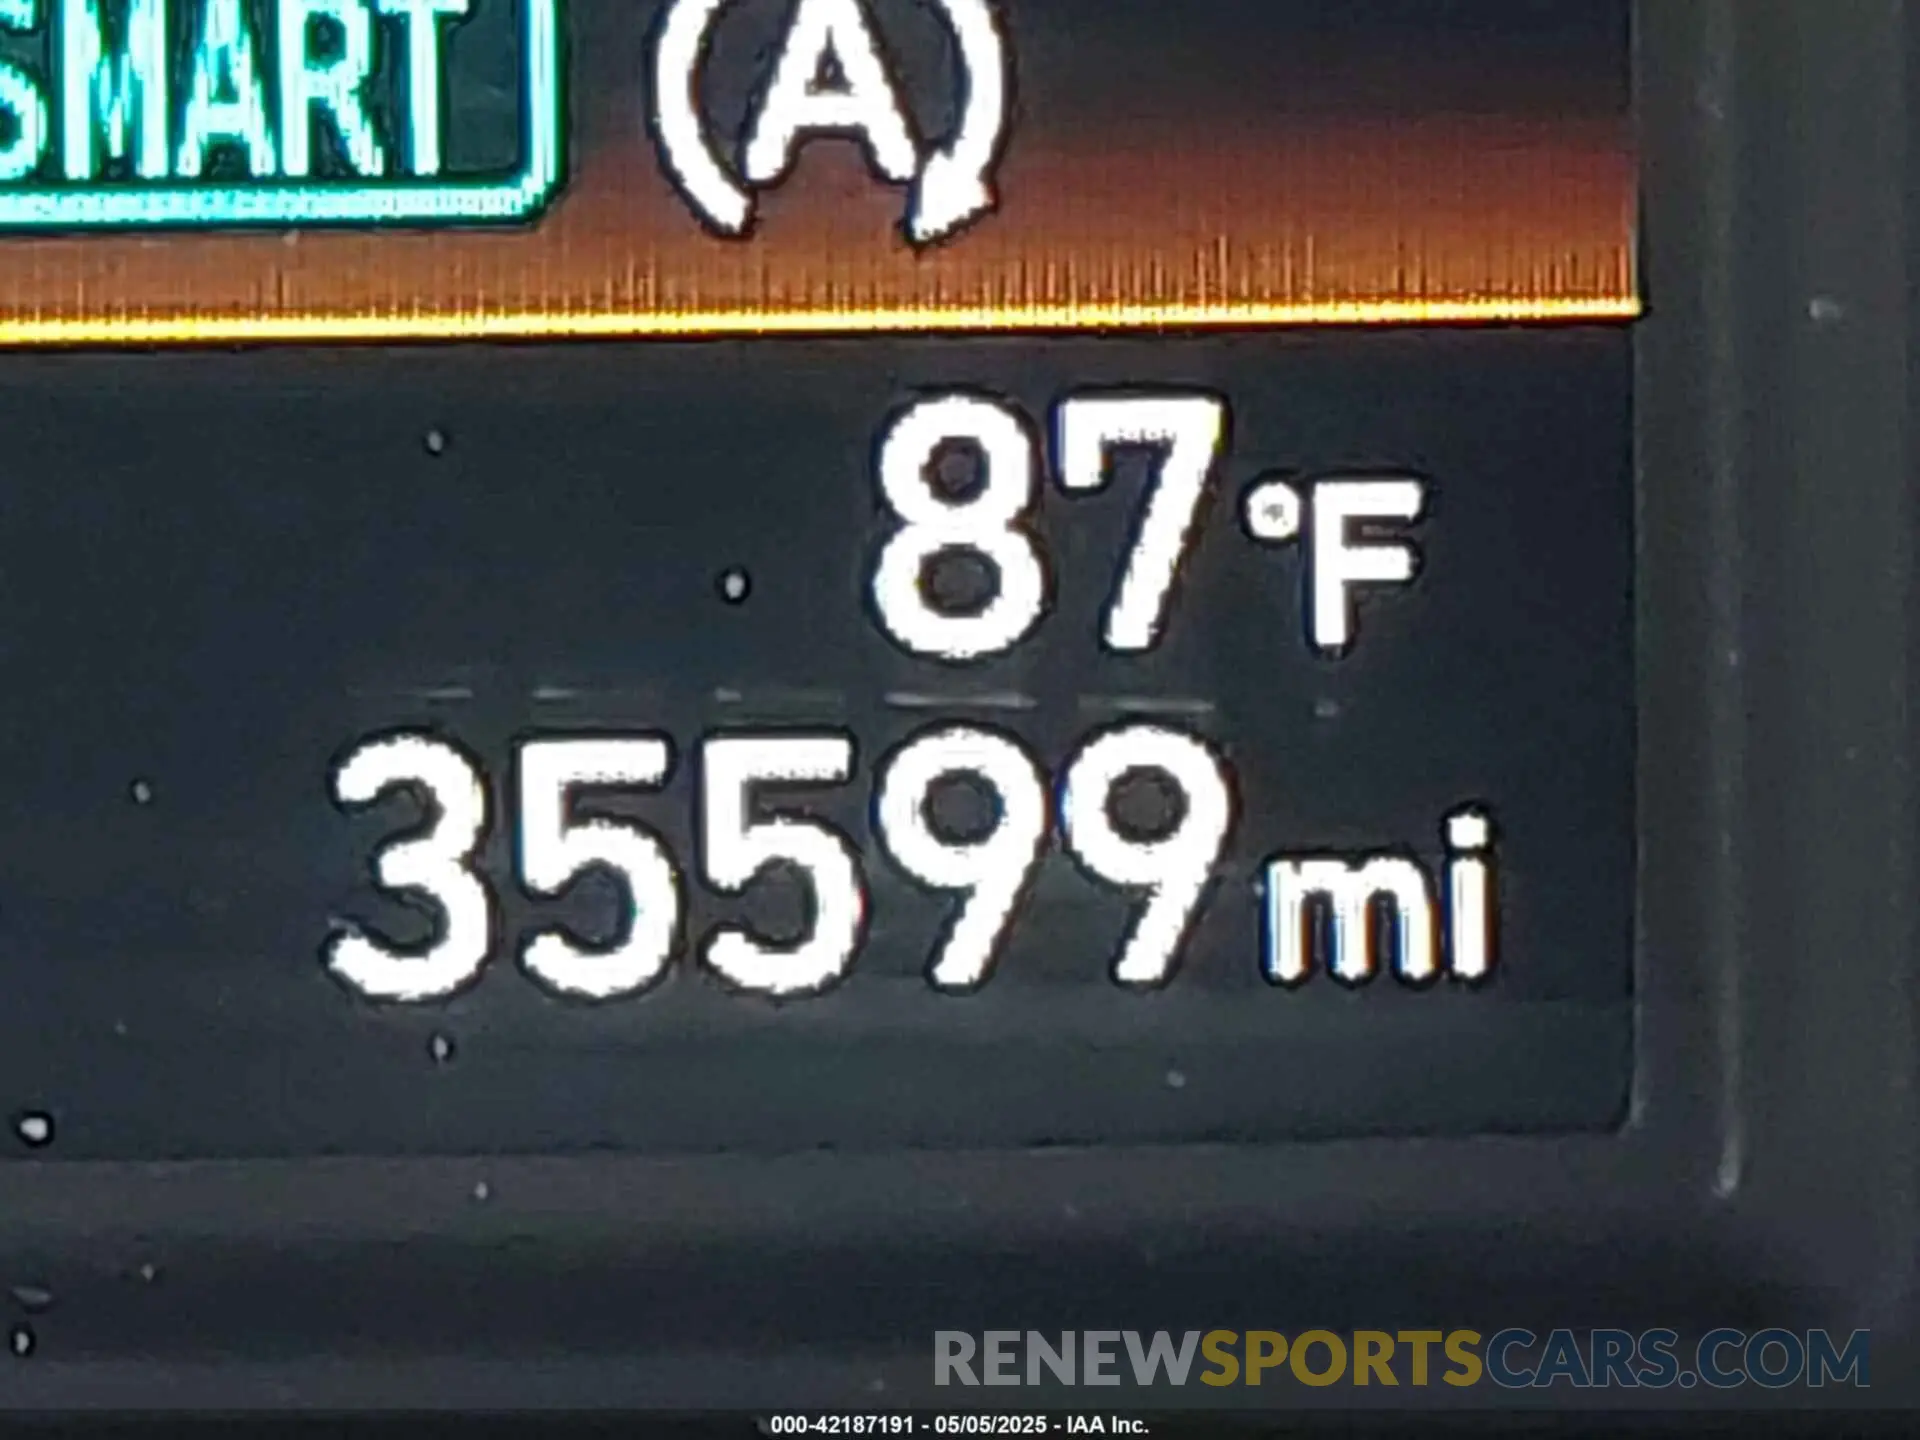 SMART
A
87°F
35599 mi
RENEWSPORTSCARS.COM
000-42187191 - 05/05/2025 - IAA Inc.